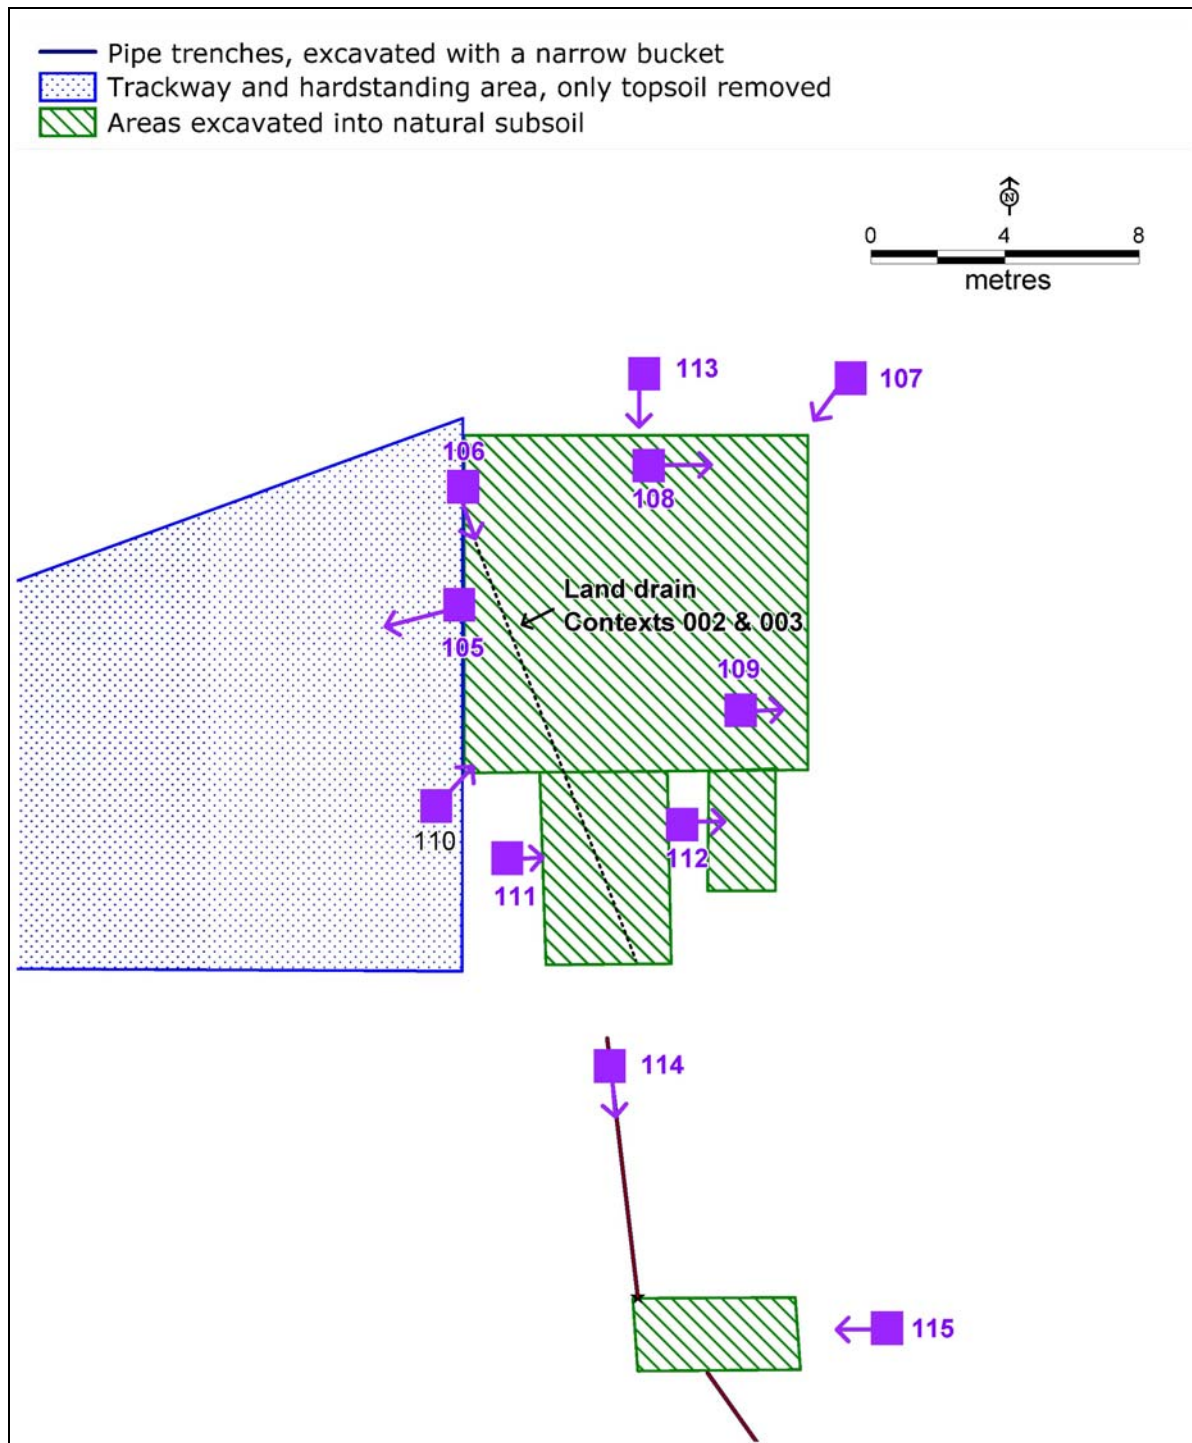 Pipe trenches, excavated with a narrow bucket
Trackway and hardstanding area, only topsoil removed
Areas excavated into natural subsoil
N
0 4 8
metres
113
107
106
108
Land drain
Contexts 002 & 003
105
109
110
112
111
114
115